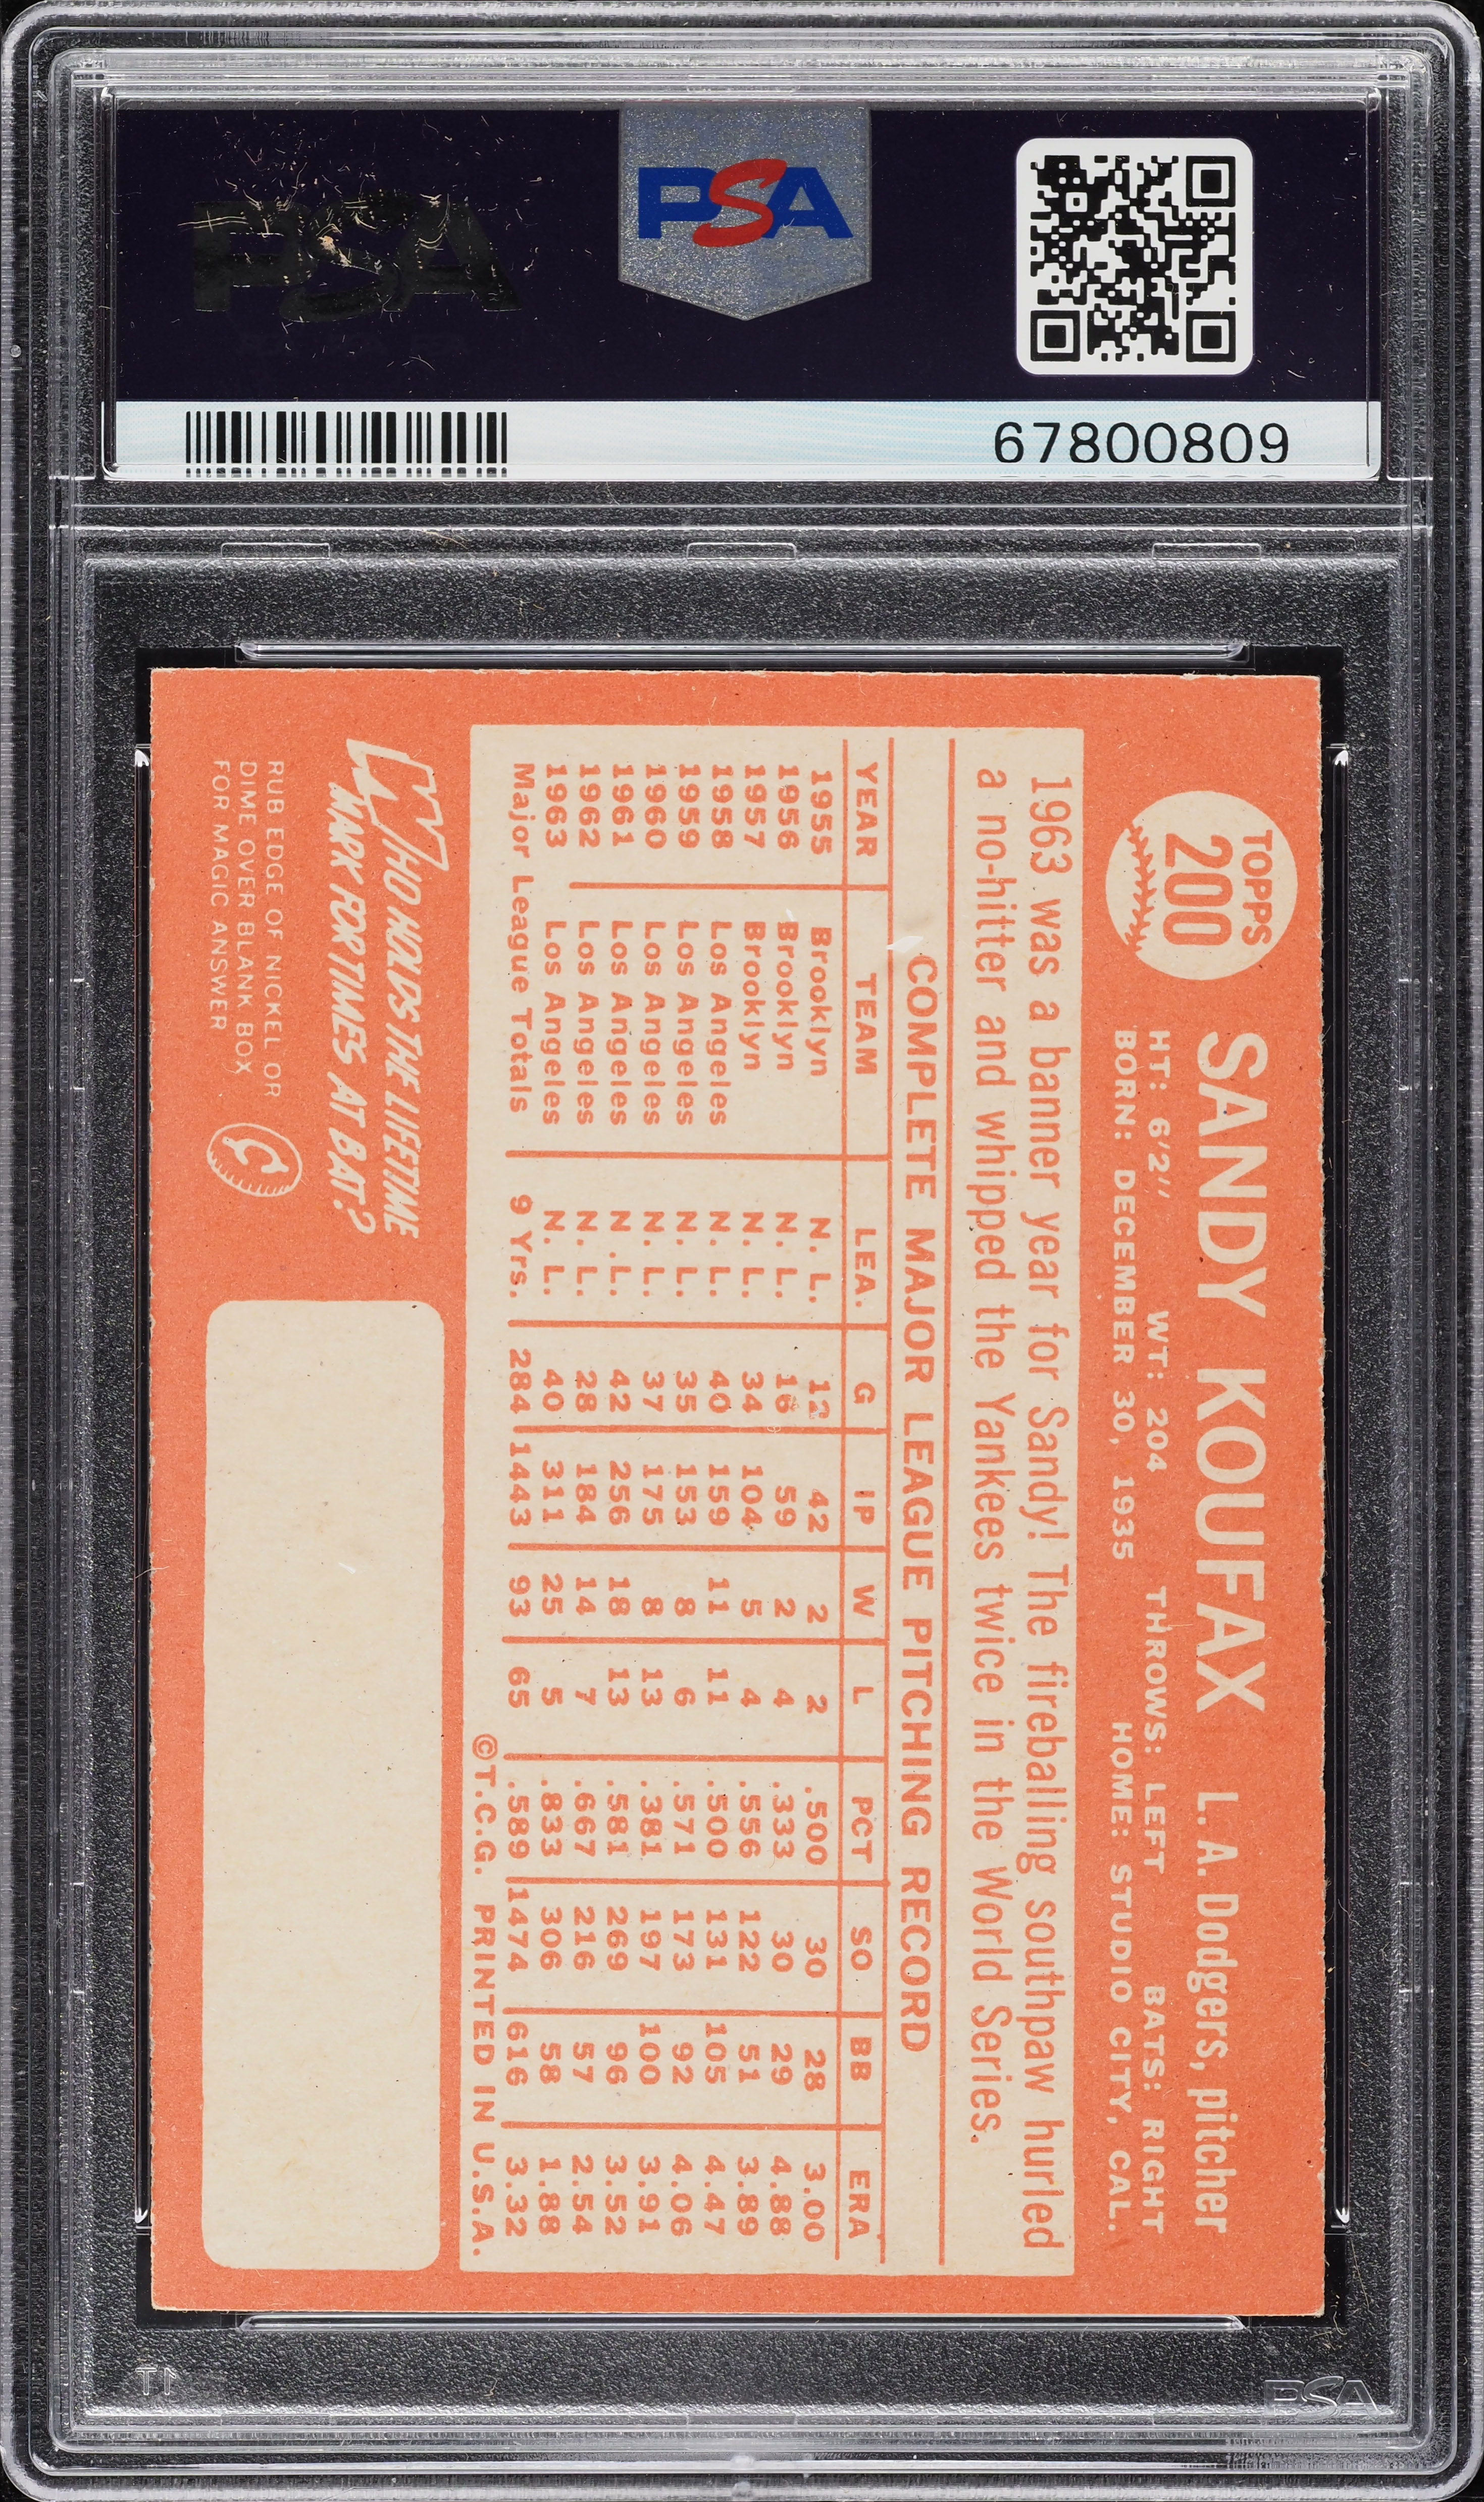 PSA
PSA
67800809
TOPPS
200
SANDY KOUFAX L. A. Dodgers, pitcher
HT: 6'2" WT: 204 THROWS: LEFT BATS: RIGHT
BORN: DECEMBER 30, 1935 HOME: STUDIO CITY, CAL.
1963 was a banner year for Sandy! The fireballing southpaw hurled
a no-hitter and whipped the Yankees twice in the World Series.
COMPLETE MAJOR LEAGUE PITCHING RECORD
YEAR TEAM LEA. G IP W L PCT SO BB ERA
1955 Brooklyn N. L. 12 42 2 2 .500 30 28 3.00
1956 Brooklyn N. L. 16 59 2 4 .333 30 29 4.88
1957 Brooklyn N. L. 34 104 5 4 .556 122 51 3.89
1958 Los Angeles N. L. 40 159 11 11 .500 131 105 4.47
1959 Los Angeles N. L. 35 153 8 6 .571 173 92 4.06
1960 Los Angeles N. L. 37 175 8 13 .381 197 100 3.91
1961 Los Angeles N. L. 42 256 18 13 .581 269 96 3.52
1962 Los Angeles N. L. 28 184 14 7 .667 216 57 2.54
1963 Los Angeles N. L. 40 311 25 5 .833 306 58 1.88
Major League Totals 9 Yrs. 284 1443 93 65 .589 1474 616 3.32
©T.C.G. PRINTED IN U.S.A.
WHO HOLDS THE LIFETIME
MARK FOR TIMES AT BAT?
RUB EDGE OF NICKEL OR
DIME OVER BLANK BOX
FOR MAGIC ANSWER
PSA